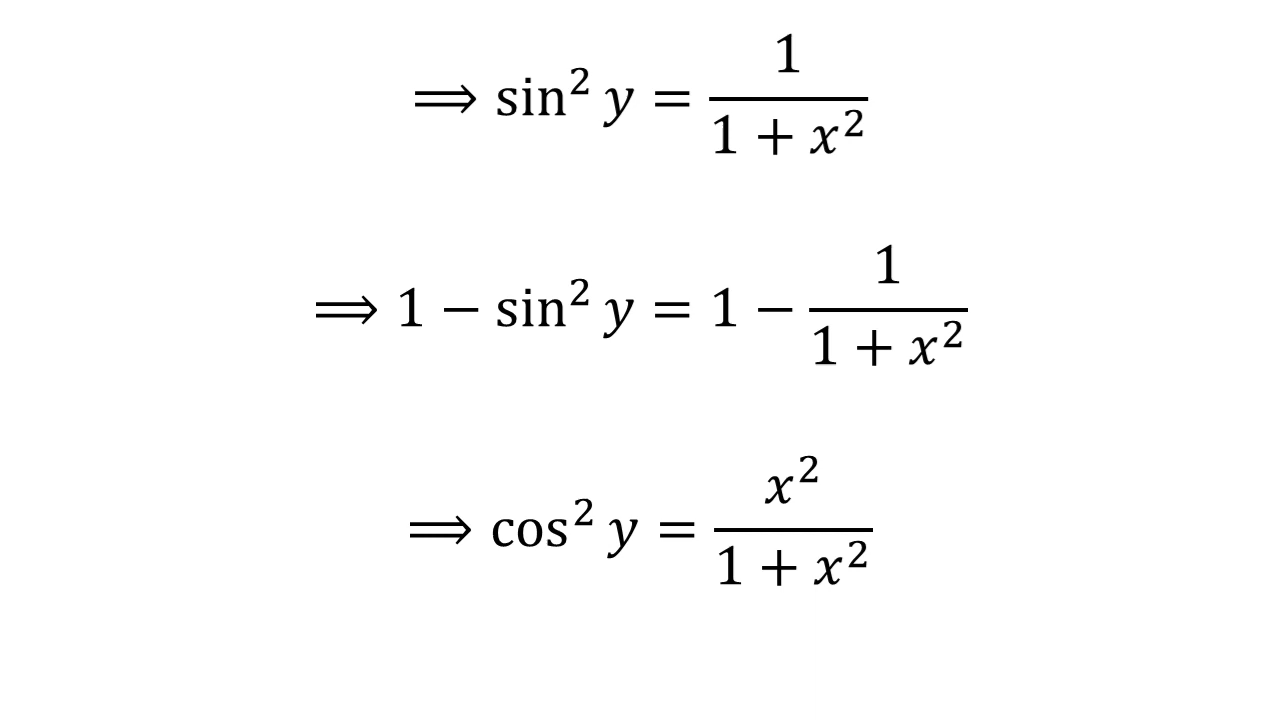 ⟹ sin² y = 1/(1 + x²)
⟹ 1 − sin² y = 1 − 1/(1 + x²)
⟹ cos² y = x²/(1 + x²)